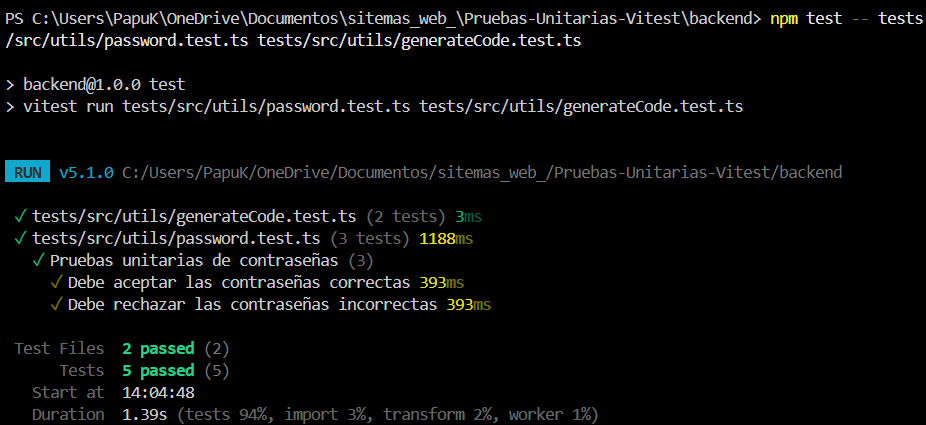 PS C:\Users\PapuK\OneDrive\Documentos\sitemas_web_\Pruebas-Unitarias-Vitest\backend> npm test -- tests
/src/utils/password.test.ts tests/src/utils/generateCode.test.ts
> backend@1.0.0 test
> vitest run tests/src/utils/password.test.ts tests/src/utils/generateCode.test.ts
RUN v5.1.0 C:/Users/PapuK/OneDrive/Documentos/sitemas_web_/Pruebas-Unitarias-Vitest/backend
✓ tests/src/utils/generateCode.test.ts (2 tests) 3ms
✓ tests/src/utils/password.test.ts (3 tests) 1188ms
✓ Pruebas unitarias de contraseñas (3)
✓ Debe aceptar las contraseñas correctas 393ms
✓ Debe rechazar las contraseñas incorrectas 393ms
Test Files 2 passed (2)
Tests 5 passed (5)
Start at 14:04:48
Duration 1.39s (tests 94%, import 3%, transform 2%, worker 1%)